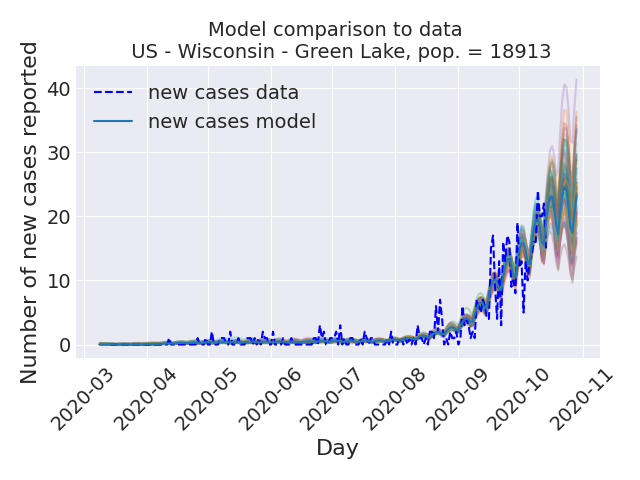 Model comparison to data
US - Wisconsin - Green Lake, pop. = 18913
Number of new cases reported
40
30
20
10
0
new cases data
new cases model
2020-03
2020-04
2020-05
2020-06
2020-07
2020-08
2020-09
2020-10
2020-11
Day